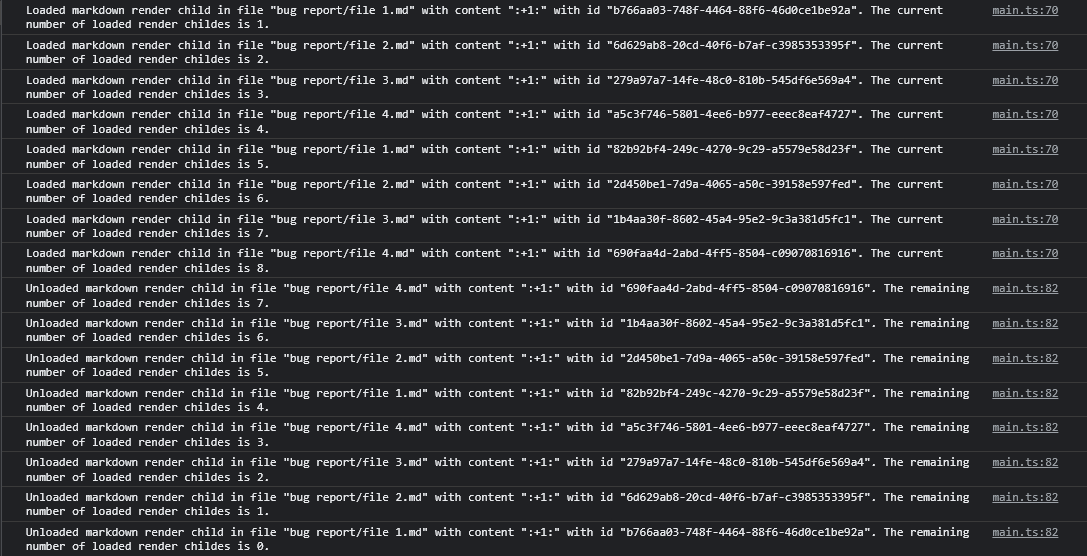 Loaded markdown render child in file "bug report/file 1.md" with content ":+1:" with id "b766aa03-748f-4464-88f6-46d0ce1be92a". The current main.ts:70
number of loaded render childes is 1.
Loaded markdown render child in file "bug report/file 2.md" with content ":+1:" with id "6d629ab8-20cd-40f6-b7af-c3985353395f". The current main.ts:70
number of loaded render childes is 2.
Loaded markdown render child in file "bug report/file 3.md" with content ":+1:" with id "279a97a7-14fe-48c0-810b-545df6e569a4". The current main.ts:70
number of loaded render childes is 3.
Loaded markdown render child in file "bug report/file 4.md" with content ":+1:" with id "a5c3f746-5801-4ee6-b977-eeec8eaf4727". The current main.ts:70
number of loaded render childes is 4.
Loaded markdown render child in file "bug report/file 1.md" with content ":+1:" with id "82b92bf4-249c-4270-9c29-a5579e58d23f". The current main.ts:70
number of loaded render childes is 5.
Loaded markdown render child in file "bug report/file 2.md" with content ":+1:" with id "2d450be1-7d9a-4065-a50c-39158e597fed". The current main.ts:70
number of loaded render childes is 6.
Loaded markdown render child in file "bug report/file 3.md" with content ":+1:" with id "1b4aa30f-8602-45a4-95e2-9c3a381d5fc1". The current main.ts:70
number of loaded render childes is 7.
Loaded markdown render child in file "bug report/file 4.md" with content ":+1:" with id "690faa4d-2abd-4ff5-8504-c09070816916". The current main.ts:70
number of loaded render childes is 8.
Unloaded markdown render child in file "bug report/file 4.md" with content ":+1:" with id "690faa4d-2abd-4ff5-8504-c09070816916". The remaining main.ts:82
number of loaded render childes is 7.
Unloaded markdown render child in file "bug report/file 3.md" with content ":+1:" with id "1b4aa30f-8602-45a4-95e2-9c3a381d5fc1". The remaining main.ts:82
number of loaded render childes is 6.
Unloaded markdown render child in file "bug report/file 2.md" with content ":+1:" with id "2d450be1-7d9a-4065-a50c-39158e597fed". The remaining main.ts:82
number of loaded render childes is 5.
Unloaded markdown render child in file "bug report/file 1.md" with content ":+1:" with id "82b92bf4-249c-4270-9c29-a5579e58d23f". The remaining main.ts:82
number of loaded render childes is 4.
Unloaded markdown render child in file "bug report/file 4.md" with content ":+1:" with id "a5c3f746-5801-4ee6-b977-eeec8eaf4727". The remaining main.ts:82
number of loaded render childes is 3.
Unloaded markdown render child in file "bug report/file 3.md" with content ":+1:" with id "279a97a7-14fe-48c0-810b-545df6e569a4". The remaining main.ts:82
number of loaded render childes is 2.
Unloaded markdown render child in file "bug report/file 2.md" with content ":+1:" with id "6d629ab8-20cd-40f6-b7af-c3985353395f". The remaining main.ts:82
number of loaded render childes is 1.
Unloaded markdown render child in file "bug report/file 1.md" with content ":+1:" with id "b766aa03-748f-4464-88f6-46d0ce1be92a". The remaining main.ts:82
number of loaded render childes is 0.